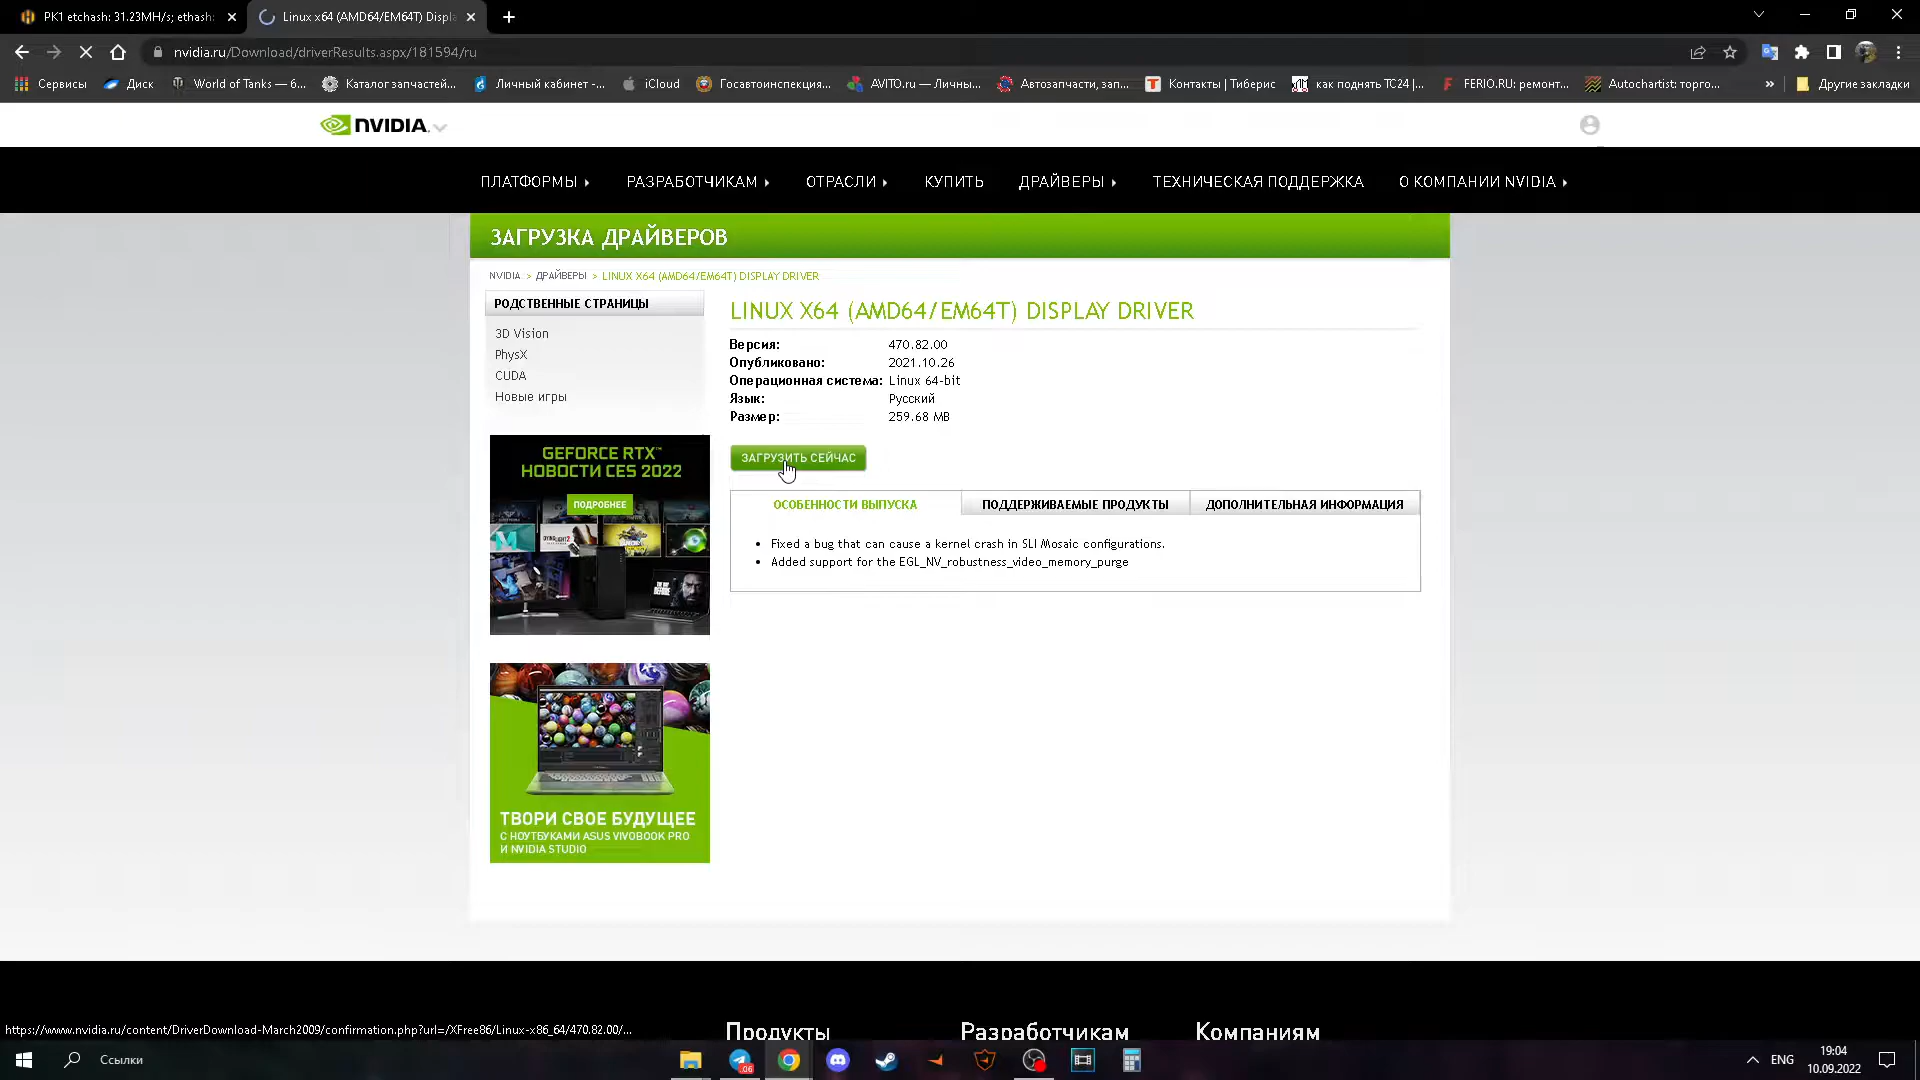 PK1 etchash: 31.23MH/s; ethash:
Linux x64 (AMD64/EM64T) Displa
nvidia.ru/Download/driverResults.aspx/181594/ru
Сервисы
Диск
World of Tanks — б...
Каталог запчастей...
Личный кабинет -...
iCloud
Госавтоинспекция...
AVITO.ru — Личны...
Автозапчасти, зап...
Контакты | Тиберис
как поднять ТС24 |...
FERIO.RU: ремонт...
Autochartist: торго...
»
Другие закладки
NVIDIA.
ПЛАТФОРМЫ
РАЗРАБОТЧИКАМ
ОТРАСЛИ
КУПИТЬ
ДРАЙВЕРЫ
ТЕХНИЧЕСКАЯ ПОДДЕРЖКА
О КОМПАНИИ NVIDIA
ЗАГРУЗКА ДРАЙВЕРОВ
NVIDIA > ДРАЙВЕРЫ > LINUX X64 (AMD64/EM64T) DISPLAY DRIVER
РОДСТВЕННЫЕ СТРАНИЦЫ
3D Vision
PhysX
CUDA
Новые игры
GEFORCE RTX™
НОВОСТИ CES 2022
ПОДРОБНЕЕ
ТВОРИ СВОЕ БУДУЩЕЕ
С НОУТБУКАМИ ASUS VIVOBOOK PRO
И NVIDIA STUDIO
LINUX X64 (AMD64/EM64T) DISPLAY DRIVER
Версия: 470.82.00
Опубликовано: 2021.10.26
Операционная система: Linux 64-bit
Язык: Русский
Размер: 259.68 MB
ЗАГРУЗИТЬ СЕЙЧАС
ОСОБЕННОСТИ ВЫПУСКА
ПОДДЕРЖИВАЕМЫЕ ПРОДУКТЫ
ДОПОЛНИТЕЛЬНАЯ ИНФОРМАЦИЯ
• Fixed a bug that can cause a kernel crash in SLI Mosaic configurations.
• Added support for the EGL_NV_robustness_video_memory_purge
https://www.nvidia.ru/content/DriverDownload-March2009/confirmation.php?url=/XFree86/Linux-x86_64/470.82.00/...
Продукты
Разработчикам
Компаниям
Ссылки
ENG
19:04
10.09.2022